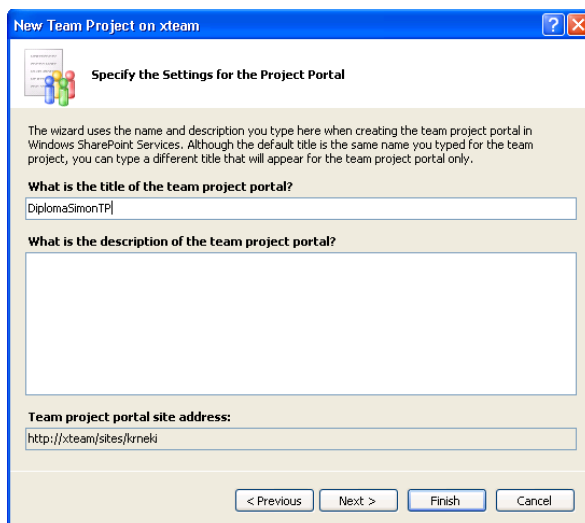 New Team Project on xteam
Specify the Settings for the Project Portal
The wizard uses the name and description you type here when creating the team project portal in
Windows SharePoint Services. Although the default title is the same name you typed for the team
project, you can type a different title that will appear for the team project portal only.
What is the title of the team project portal?
DiplomaSimonTP
What is the description of the team project portal?
Team project portal site address:
http://xteam/sites/krneki
< Previous
Next >
Finish
Cancel